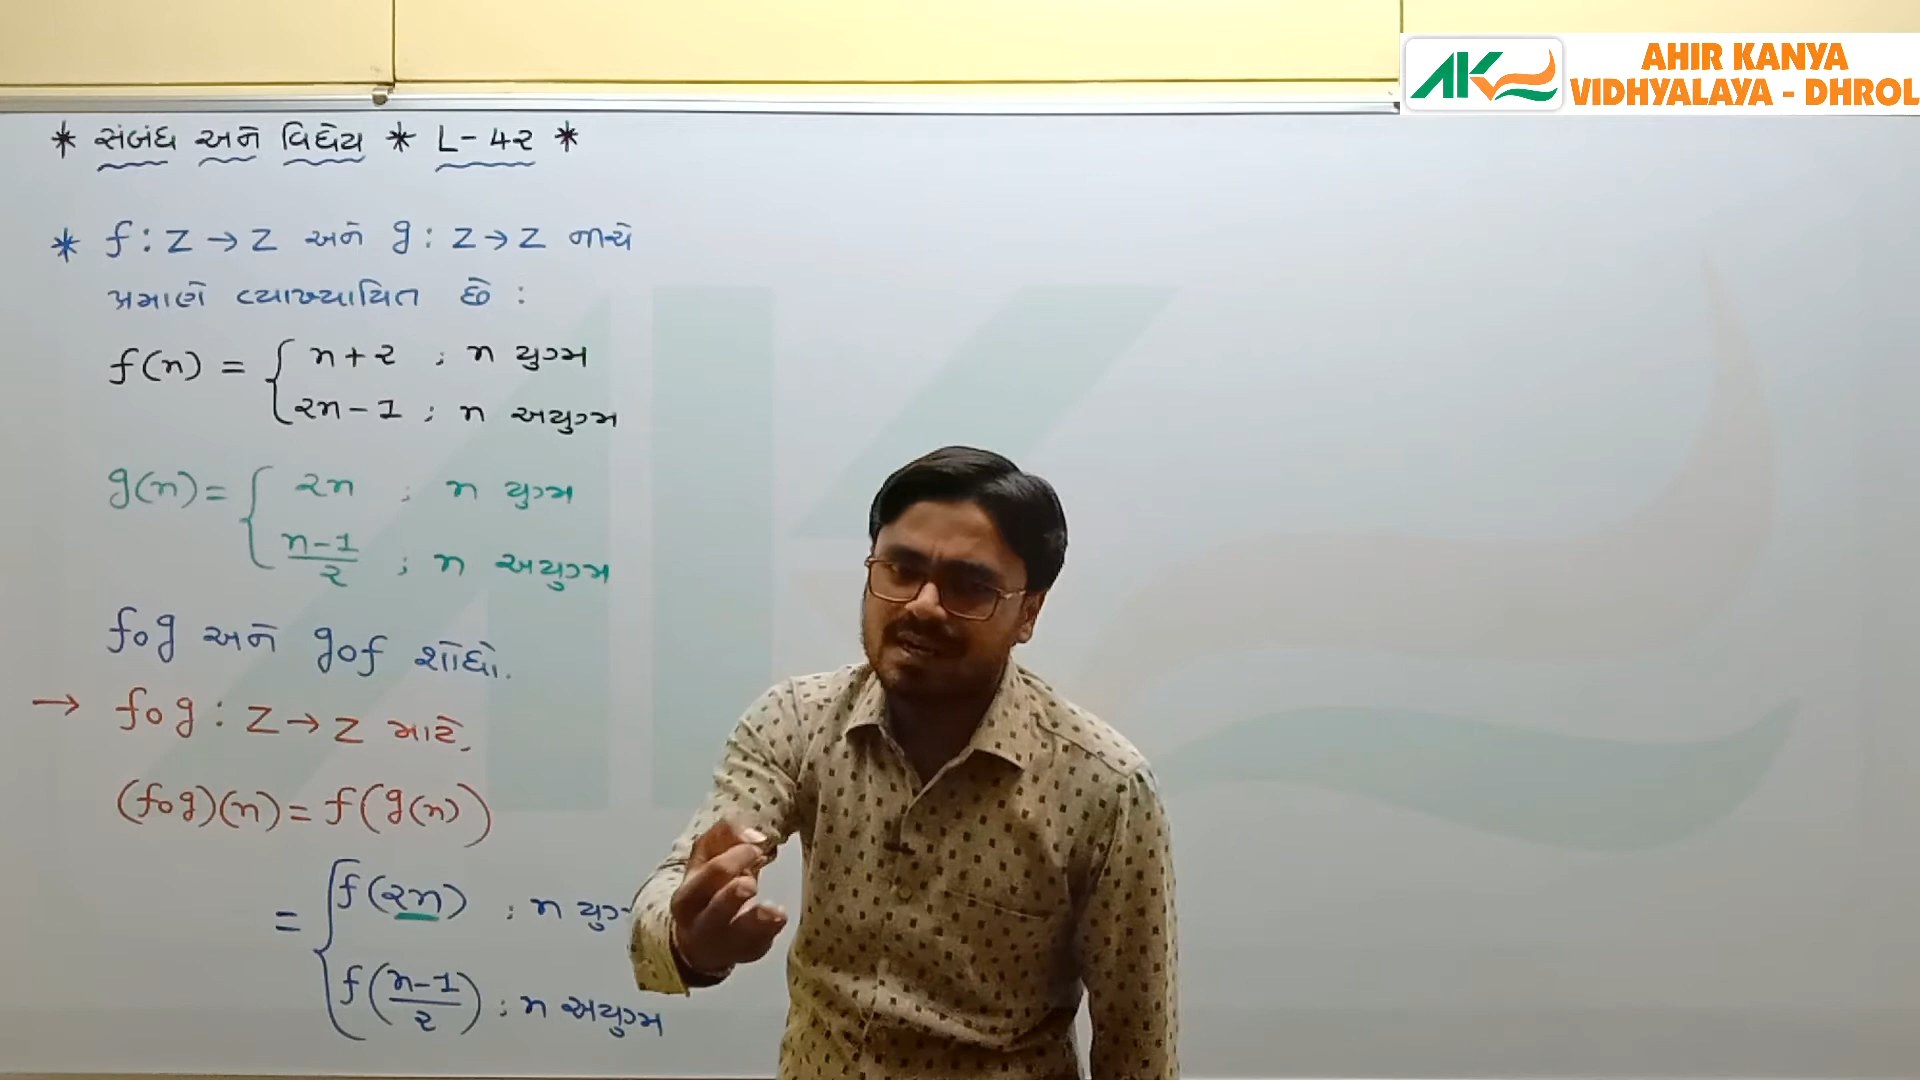 AHIR KANYA
VIDHYALAYA - DHROL
* સંબંધ અને વિધેય * L-42 *
* f : Z → Z અને g : Z → Z નીચે
પ્રમાણે વ્યાખ્યાયિત છે :
f(n) = { n + ૨ ; n યુગ્મ
૨n - 1 ; n અયુગ્મ
g(n) = { ૨n ; n યુગ્મ
(n-1)/૨ ; n અયુગ્મ
fog અને gof શોધો.
→ fog : Z → Z માટે,
(fog)(n) = f(g(n))
= { f(૨n) ; n
f((n-1)/૨) ; n અયુગ્મ